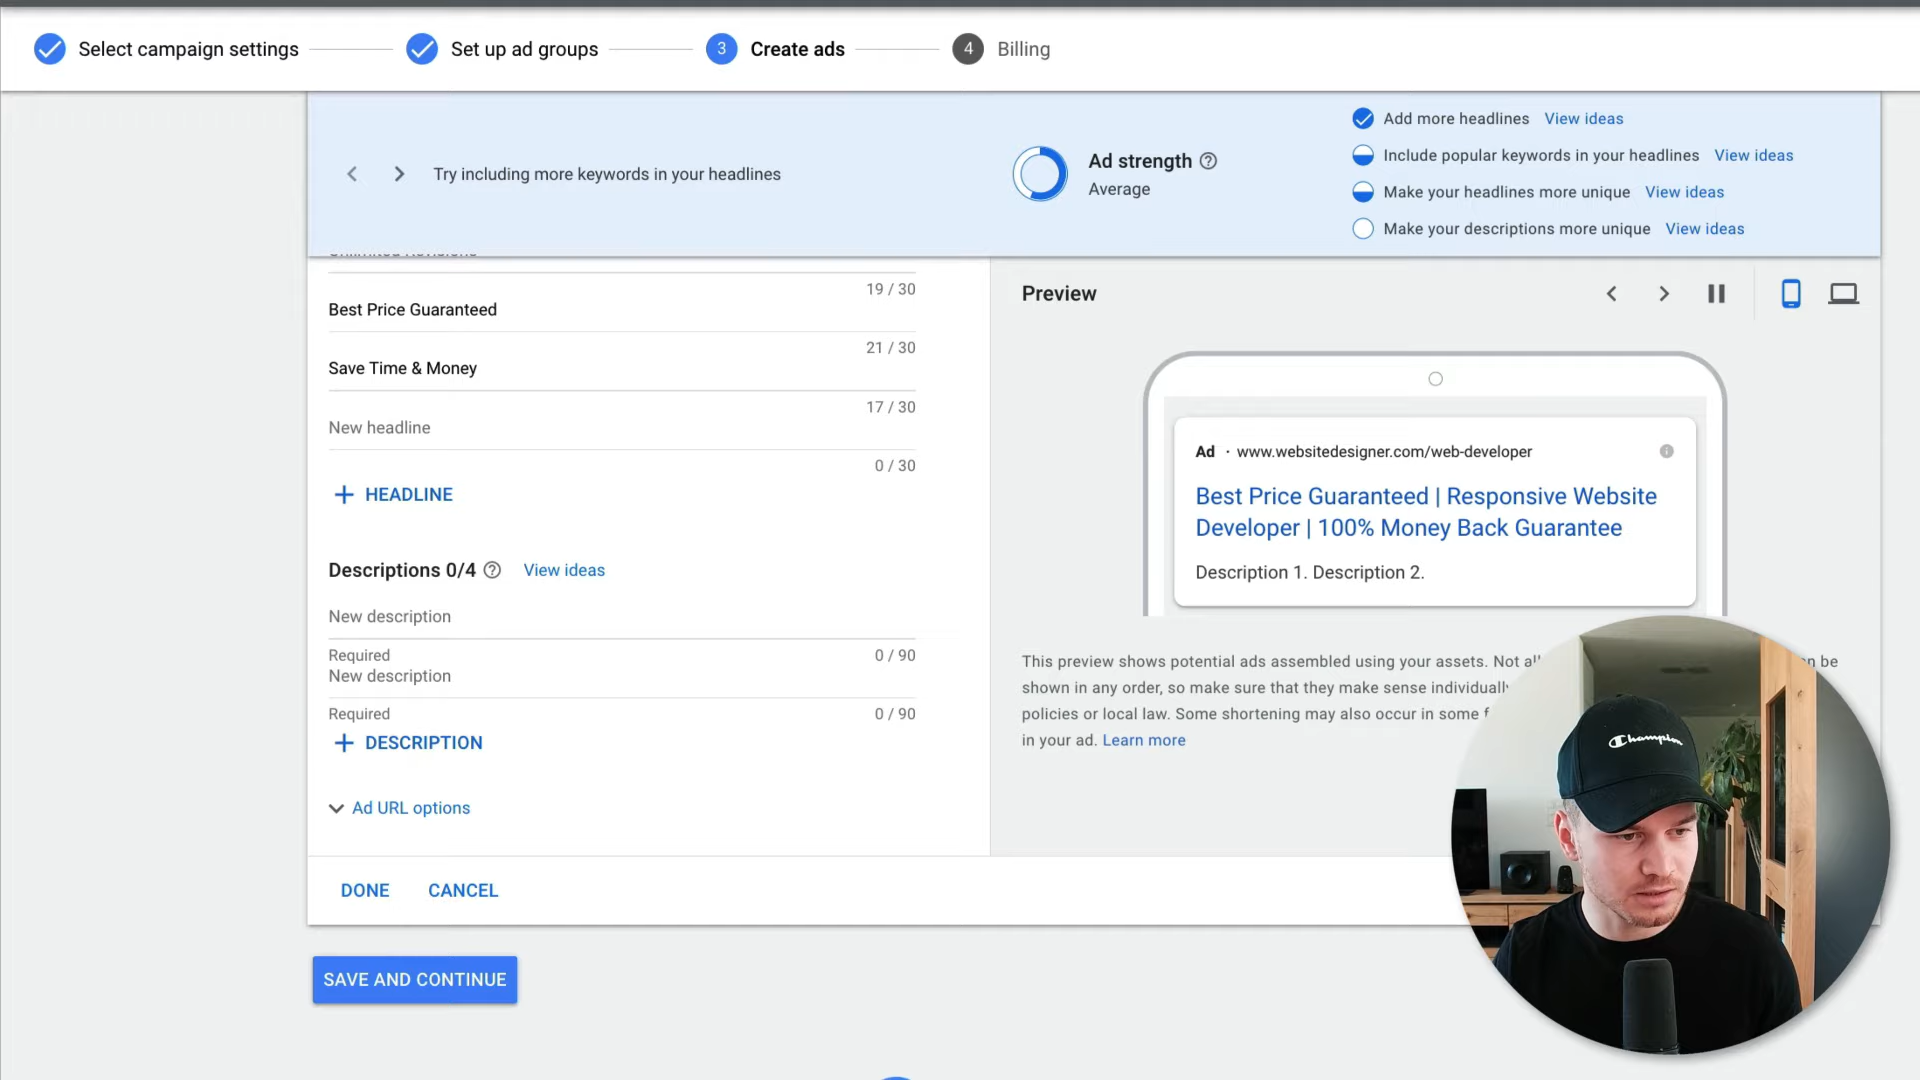 Select campaign settings
Set up ad groups
3 Create ads
4 Billing
Try including more keywords in your headlines
Ad strength
Average
Add more headlines View ideas
Include popular keywords in your headlines View ideas
Make your headlines more unique View ideas
Make your descriptions more unique View ideas
19 / 30
Best Price Guaranteed
21 / 30
Save Time & Money
17 / 30
New headline
0 / 30
+ HEADLINE
Descriptions 0/4 View ideas
New description
Required 0 / 90
New description
Required 0 / 90
+ DESCRIPTION
Ad URL options
DONE CANCEL
SAVE AND CONTINUE
Preview
Ad · www.websitedesigner.com/web-developer
Best Price Guaranteed | Responsive Website
Developer | 100% Money Back Guarantee
Description 1. Description 2.
This preview shows potential ads assembled using your assets. Not be
shown in any order, so make sure that they make sense individually
policies or local law. Some shortening may also occur in some
in your ad. Learn more
Champion